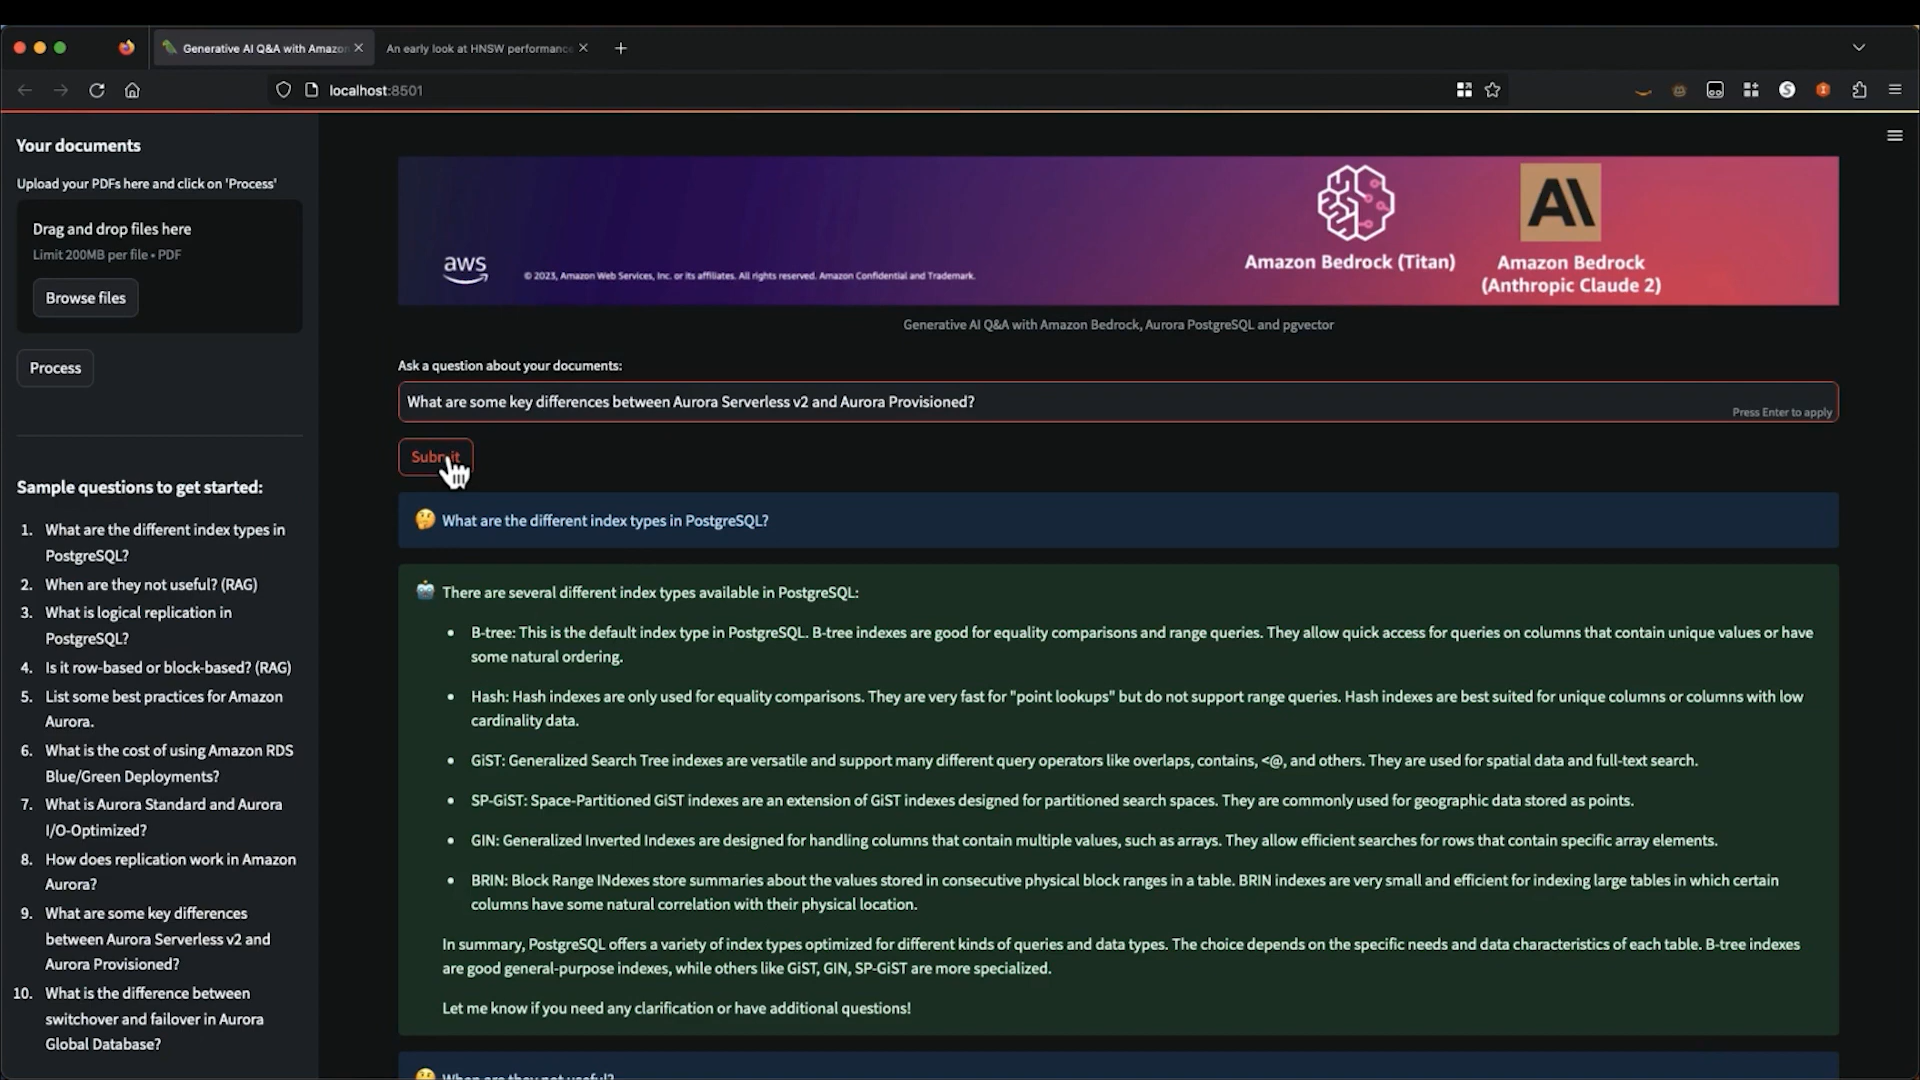 Generative AI Q&A with Amazon
An early look at HNSW performance
localhost:8501
Your documents
Upload your PDFs here and click on 'Process'
Drag and drop files here
Limit 200MB per file • PDF
Browse files
Process
Sample questions to get started:
1. What are the different index types in
PostgreSQL?
2. When are they not useful? (RAG)
3. What is logical replication in
PostgreSQL?
4. Is it row-based or block-based? (RAG)
5. List some best practices for Amazon
Aurora.
6. What is the cost of using Amazon RDS
Blue/Green Deployments?
7. What is Aurora Standard and Aurora
I/O-Optimized?
8. How does replication work in Amazon
Aurora?
9. What are some key differences
between Aurora Serverless v2 and
Aurora Provisioned?
10. What is the difference between
switchover and failover in Aurora
Global Database?
aws
© 2023, Amazon Web Services, Inc. or its affiliates. All rights reserved. Amazon Confidential and Trademark.
Amazon Bedrock (Titan)
AI
Amazon Bedrock
(Anthropic Claude 2)
Generative AI Q&A with Amazon Bedrock, Aurora PostgreSQL and pgvector
Ask a question about your documents:
What are some key differences between Aurora Serverless v2 and Aurora Provisioned?
Press Enter to apply
Submit
What are the different index types in PostgreSQL?
There are several different index types available in PostgreSQL:
• B-tree: This is the default index type in PostgreSQL. B-tree indexes are good for equality comparisons and range queries. They allow quick access for queries on columns that contain unique values or have
some natural ordering.
• Hash: Hash indexes are only used for equality comparisons. They are very fast for "point lookups" but do not support range queries. Hash indexes are best suited for unique columns or columns with low
cardinality data.
• GiST: Generalized Search Tree indexes are versatile and support many different query operators like overlaps, contains, <@, and others. They are used for spatial data and full-text search.
• SP-GiST: Space-Partitioned GiST indexes are an extension of GiST indexes designed for partitioned search spaces. They are commonly used for geographic data stored as points.
• GIN: Generalized Inverted Indexes are designed for handling columns that contain multiple values, such as arrays. They allow efficient searches for rows that contain specific array elements.
• BRIN: Block Range INdexes store summaries about the values stored in consecutive physical block ranges in a table. BRIN indexes are very small and efficient for indexing large tables in which certain
columns have some natural correlation with their physical location.
In summary, PostgreSQL offers a variety of index types optimized for different kinds of queries and data types. The choice depends on the specific needs and data characteristics of each table. B-tree indexes
are good general-purpose indexes, while others like GiST, GIN, SP-GiST are more specialized.
Let me know if you need any clarification or have additional questions!
When are they not useful?